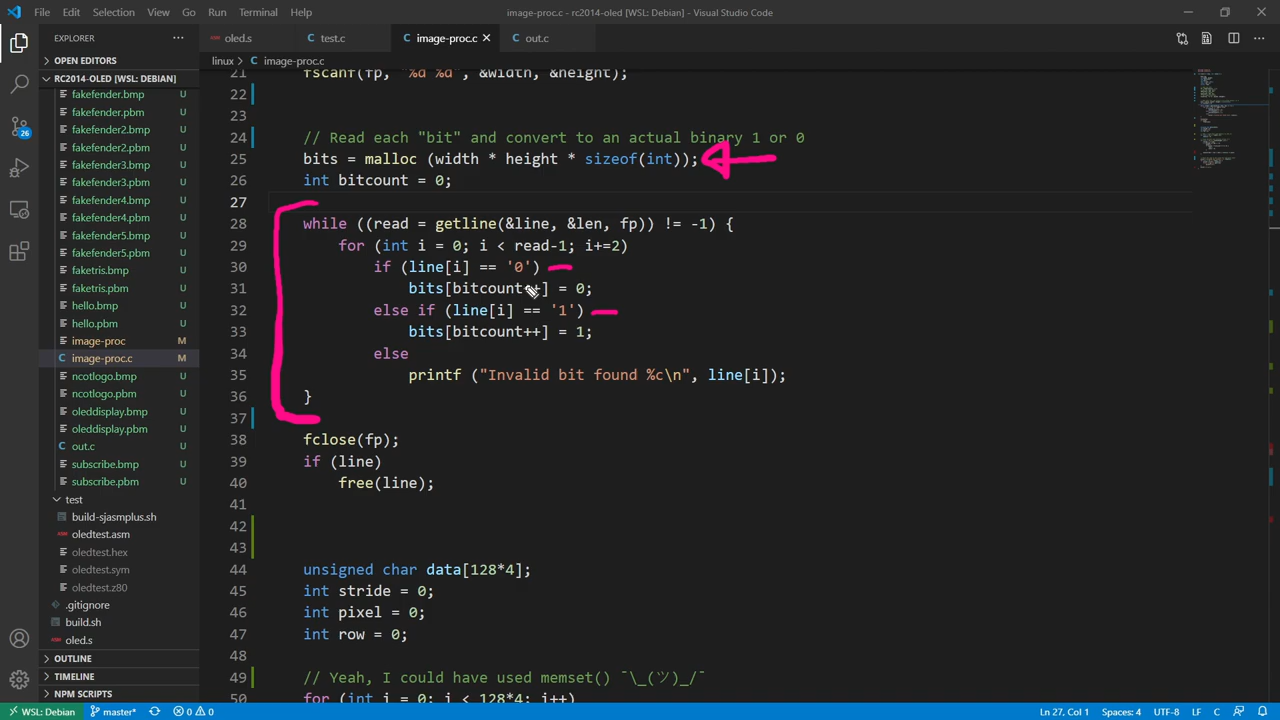 File Edit Selection View Go Run Terminal Help
image-proc.c - rc2014-oled [WSL: Debian] - Visual Studio Code
EXPLORER
oled.s test.c image-proc.c out.c
OPEN EDITORS
linux > C image-proc.c
RC2014-OLED [WSL: DEBIAN]
fakefender.bmp U
fakefender.pbm U
fakefender2.bmp U
fakefender2.pbm U
fakefender3.bmp U
fakefender3.pbm U
fakefender4.bmp U
fakefender4.pbm U
fakefender5.bmp U
fakefender5.pbm U
faketris.bmp U
faketris.pbm U
hello.bmp U
hello.pbm U
image-proc M
C image-proc.c M
ncotlogo.bmp U
ncotlogo.pbm U
oleddisplay.bmp U
oleddisplay.pbm U
C out.c U
subscribe.bmp U
subscribe.pbm U
test
build-sjasmplus.sh
oledtest.asm
oledtest.hex
oledtest.sym
oledtest.z80
.gitignore
build.sh
oled.s
OUTLINE
TIMELINE
NPM SCRIPTS
26
21 fscanf(fp, "%d %d", &width, &height);
22
23
24 // Read each "bit" and convert to an actual binary 1 or 0
25 bits = malloc (width * height * sizeof(int));
26 int bitcount = 0;
27
28 while ((read = getline(&line, &len, fp)) != -1) {
29 for (int i = 0; i < read-1; i+=2)
30 if (line[i] == '0')
31 bits[bitcount++] = 0;
32 else if (line[i] == '1')
33 bits[bitcount++] = 1;
34 else
35 printf ("Invalid bit found %c\n", line[i]);
36 }
37
38 fclose(fp);
39 if (line)
40 free(line);
41
42
43
44 unsigned char data[128*4];
45 int stride = 0;
46 int pixel = 0;
47 int row = 0;
48
49 // Yeah, I could have used memset() ¯\_(ツ)_/¯
50 for (int i = 0; i < 128*4; i++)
WSL: Debian master* 0 0 Ln 27, Col 1 Spaces: 4 UTF-8 LF C